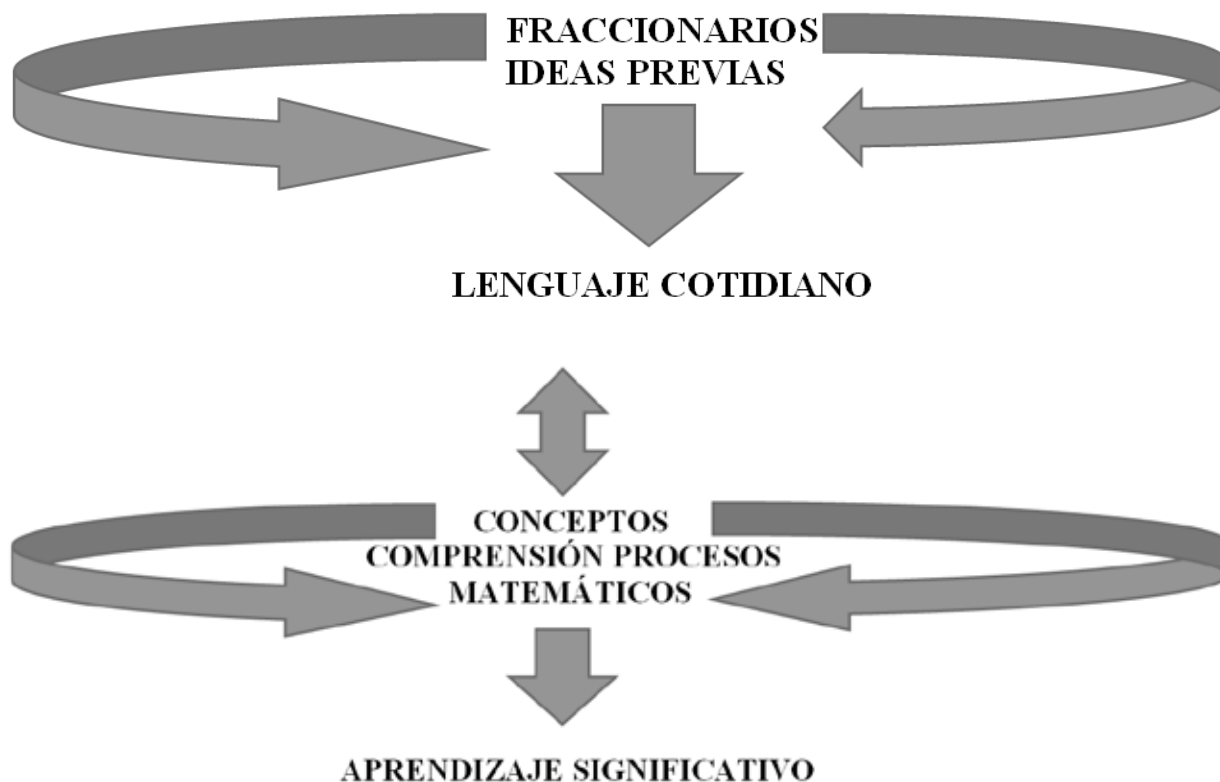 FRACCIONARIOS
IDEAS PREVIAS
LENGUAJE COTIDIANO
CONCEPTOS
COMPRENSIÓN PROCESOS
MATEMÁTICOS
APRENDIZAJE SIGNIFICATIVO